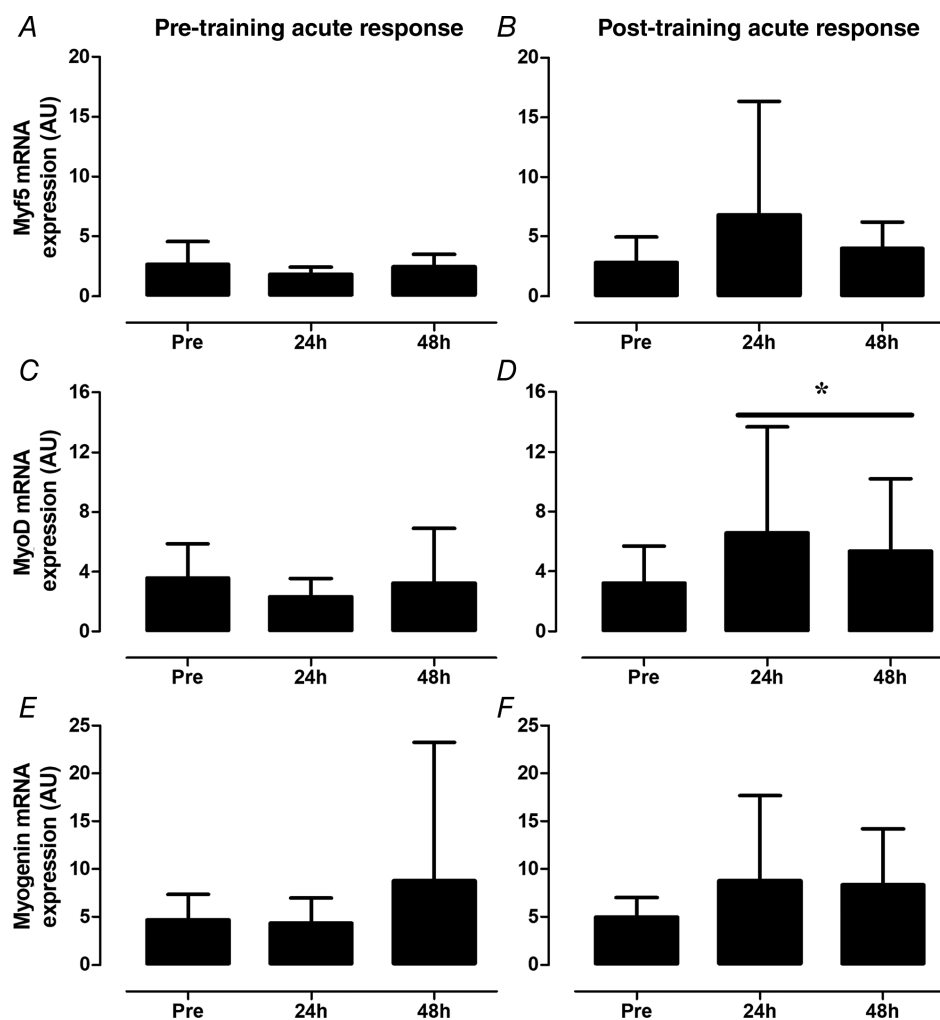 A Pre-training acute response B Post-training acute response
Myf5 mRNA
expression (AU)
20
15
10
5
0
Pre 24h 48h
20
15
10
5
0
Pre 24h 48h
C
MyoD mRNA
expression (AU)
16
12
8
4
0
Pre 24h 48h
D
*
16
12
8
4
0
Pre 24h 48h
E
Myogenin mRNA
expression (AU)
25
20
15
10
5
0
Pre 24h 48h
F
25
20
15
10
5
0
Pre 24h 48h